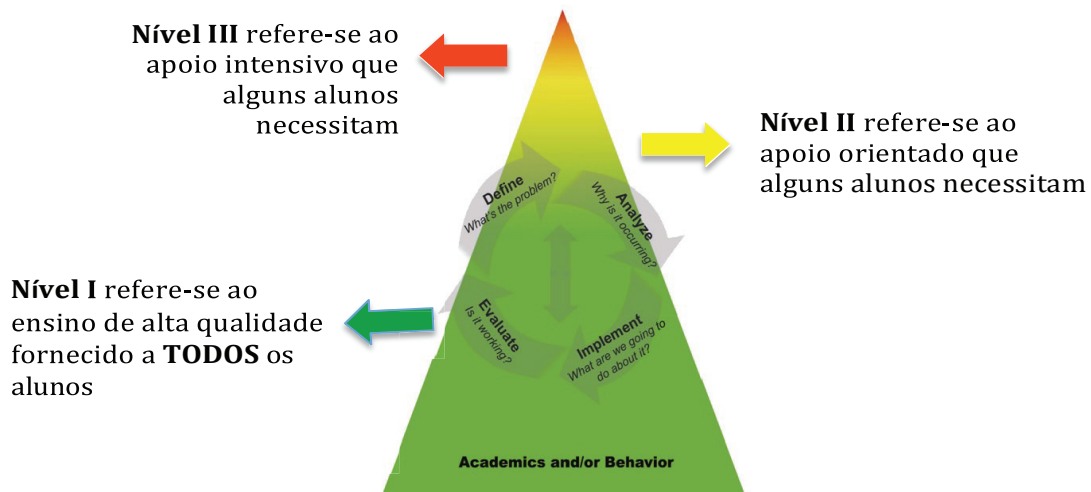 Nível III refere-se ao
apoio intensivo que
alguns alunos
necessitam
Nível II refere-se ao
apoio orientado que
alguns alunos necessitam
Define
What's the problem?
Analyze
Why is it occurring?
Implement
What are we going to
do about it?
Evaluate
Is it working?
Nível I refere-se ao
ensino de alta qualidade
fornecido a TODOS os
alunos
Academics and/or Behavior